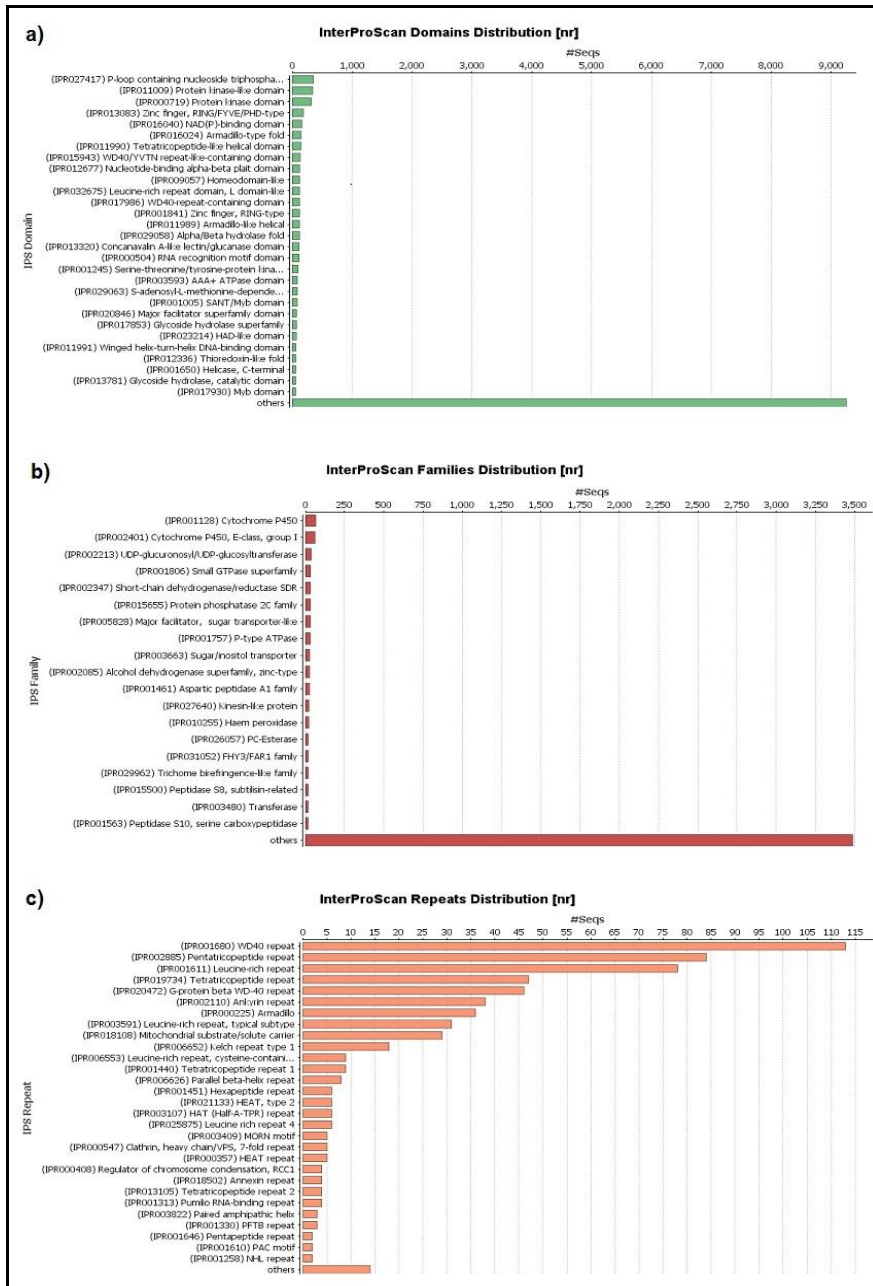 a)
InterProScan Domains Distribution [nr]
#Seqs
0 1,000 2,000 3,000 4,000 5,000 6,000 7,000 8,000 9,000
IPS Domain
(IPR027417) P-loop containing nucleoside triphospha...
(IPR011009) Protein kinase-like domain
(IPR000719) Protein kinase domain
(IPR013083) Zinc finger, RING/FYVE/PHD-type
(IPR016040) NAD(P)-binding domain
(IPR016024) Armadillo-type fold
(IPR011990) Tetratricopeptide-like helical domain
(IPR015943) WD40/YVTN repeat-like-containing domain
(IPR012677) Nucleotide-binding alpha-beta plait domain
(IPR009057) Homeodomain-like
(IPR032675) Leucine-rich repeat domain, L domain-like
(IPR017986) WD40-repeat-containing domain
(IPR001841) Zinc finger, RING-type
(IPR011989) Armadillo-like helical
(IPR029058) Alpha/Beta hydrolase fold
(IPR013320) Concanavalin A-like lectin/glucanase domain
(IPR000504) RNA recognition motif domain
(IPR001245) Serine-threonine/tyrosine-protein kina...
(IPR003593) AAA+ ATPase domain
(IPR029063) S-adenosyl-L-methionine-depende...
(IPR001005) SANT/Myb domain
(IPR020846) Major facilitator superfamily domain
(IPR017853) Glycoside hydrolase superfamily
(IPR023214) HAD-like domain
(IPR011991) Winged helix-turn-helix DNA-binding domain
(IPR012336) Thioredoxin-like fold
(IPR001650) Helicase, C-terminal
(IPR013781) Glycoside hydrolase, catalytic domain
(IPR017930) Myb domain
others
b)
InterProScan Families Distribution [nr]
#Seqs
0 250 500 750 1,000 1,250 1,500 1,750 2,000 2,250 2,500 2,750 3,000 3,250 3,500
IPS Family
(IPR001128) Cytochrome P450
(IPR002401) Cytochrome P450, E-class, group I
(IPR002213) UDP-glucuronosyl/UDP-glucosyltransferase
(IPR001806) Small GTPase superfamily
(IPR002347) Short-chain dehydrogenase/reductase SDR
(IPR015655) Protein phosphatase 2C family
(IPR005828) Major facilitator, sugar transporter-like
(IPR001757) P-type ATPase
(IPR003663) Sugar/inositol transporter
(IPR002085) Alcohol dehydrogenase superfamily, zinc-type
(IPR001461) Aspartic peptidase A1 family
(IPR027640) Kinesin-like protein
(IPR010255) Haem peroxidase
(IPR026057) PC-Esterase
(IPR031052) FHY3/FAR1 family
(IPR029962) Trichome birefringence-like family
(IPR015500) Peptidase S8, subtilisin-related
(IPR003480) Transferase
(IPR001563) Peptidase S10, serine carboxypeptidase
others
c)
InterProScan Repeats Distribution [nr]
#Seqs
0 5 10 15 20 25 30 35 40 45 50 55 60 65 70 75 80 85 90 95 100 105 110 115
IPS Repeat
(IPR001680) WD40 repeat
(IPR002885) Pentatricopeptide repeat
(IPR001611) Leucine-rich repeat
(IPR019734) Tetratricopeptide repeat
(IPR020472) G-protein beta WD-40 repeat
(IPR002110) Ankyrin repeat
(IPR000225) Armadillo
(IPR003591) Leucine-rich repeat, typical subtype
(IPR018108) Mitochondrial substrate/solute carrier
(IPR006652) Kelch repeat type 1
(IPR006553) Leucine-rich repeat, cysteine-containi...
(IPR001440) Tetratricopeptide repeat 1
(IPR006626) Parallel beta-helix repeat
(IPR001451) Hexapeptide repeat
(IPR021133) HEAT, type 2
(IPR003107) HAT (Half-A-TPR) repeat
(IPR025875) Leucine rich repeat 4
(IPR003409) MORN motif
(IPR000547) Clathrin, heavy chain/VPS, 7-fold repeat
(IPR000357) HEAT repeat
(IPR000408) Regulator of chromosome condensation, RCC1
(IPR018502) Annexin repeat
(IPR013105) Tetratricopeptide repeat 2
(IPR001313) Pumilio RNA-binding repeat
(IPR003822) Paired amphipathic helix
(IPR001330) PFTB repeat
(IPR001646) Pentapeptide repeat
(IPR001610) PAC motif
(IPR001258) NHL repeat
others